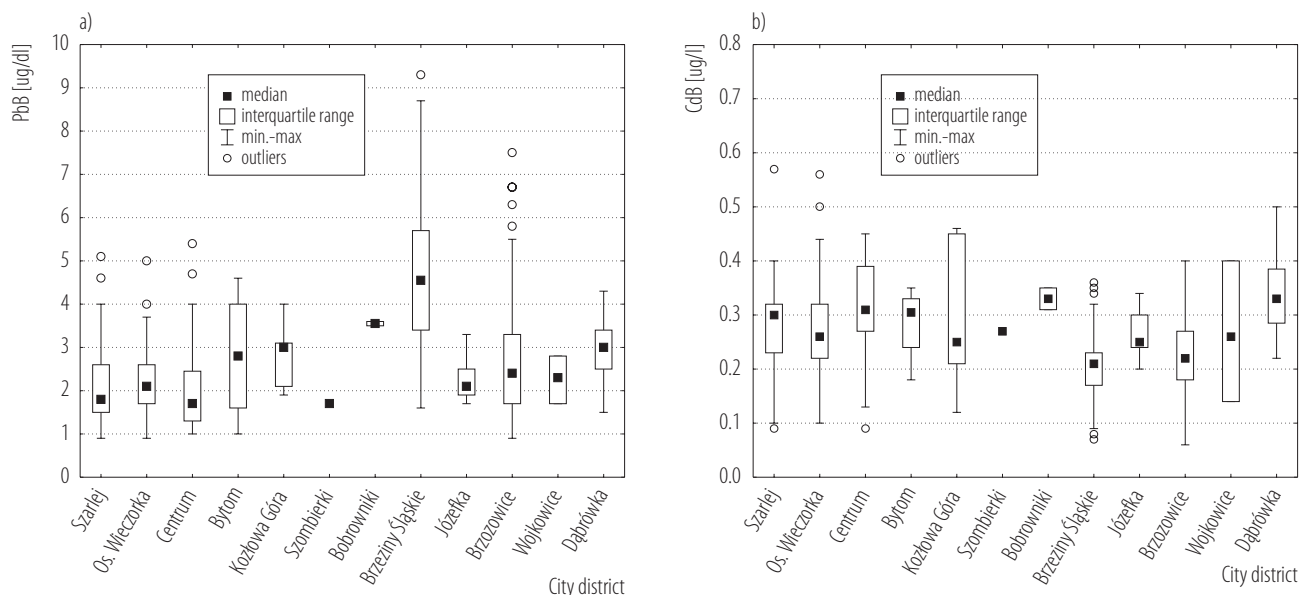 a)
PbB [ug/dl]
10
9
8
7
6
5
4
3
2
1
0
median
interquartile range
min.-max
outliers
Szarlej
Os. Wieczorka
Centrum
Bytom
Kozłowa Góra
Szombierki
Bobrowniki
Brzeziny Śląskie
Józefka
Brzozowice
Wojkowice
Dąbrówka
City district
b)
CdB [ug/l]
0.8
0.7
0.6
0.5
0.4
0.3
0.2
0.1
0.0
median
interquartile range
min.-max
outliers
Szarlej
Os. Wieczorka
Centrum
Bytom
Kozłowa Góra
Szombierki
Bobrowniki
Brzeziny Śląskie
Józefka
Brzozowice
Wojkowice
Dąbrówka
City district